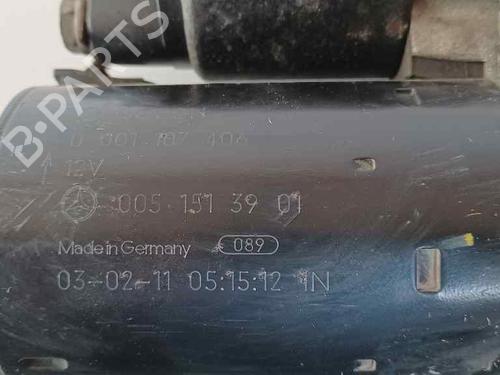 B-PARTS
0 001 107 406
12V
005 151 39 01
Made in Germany 089
03-02-11 05:15:12 1N